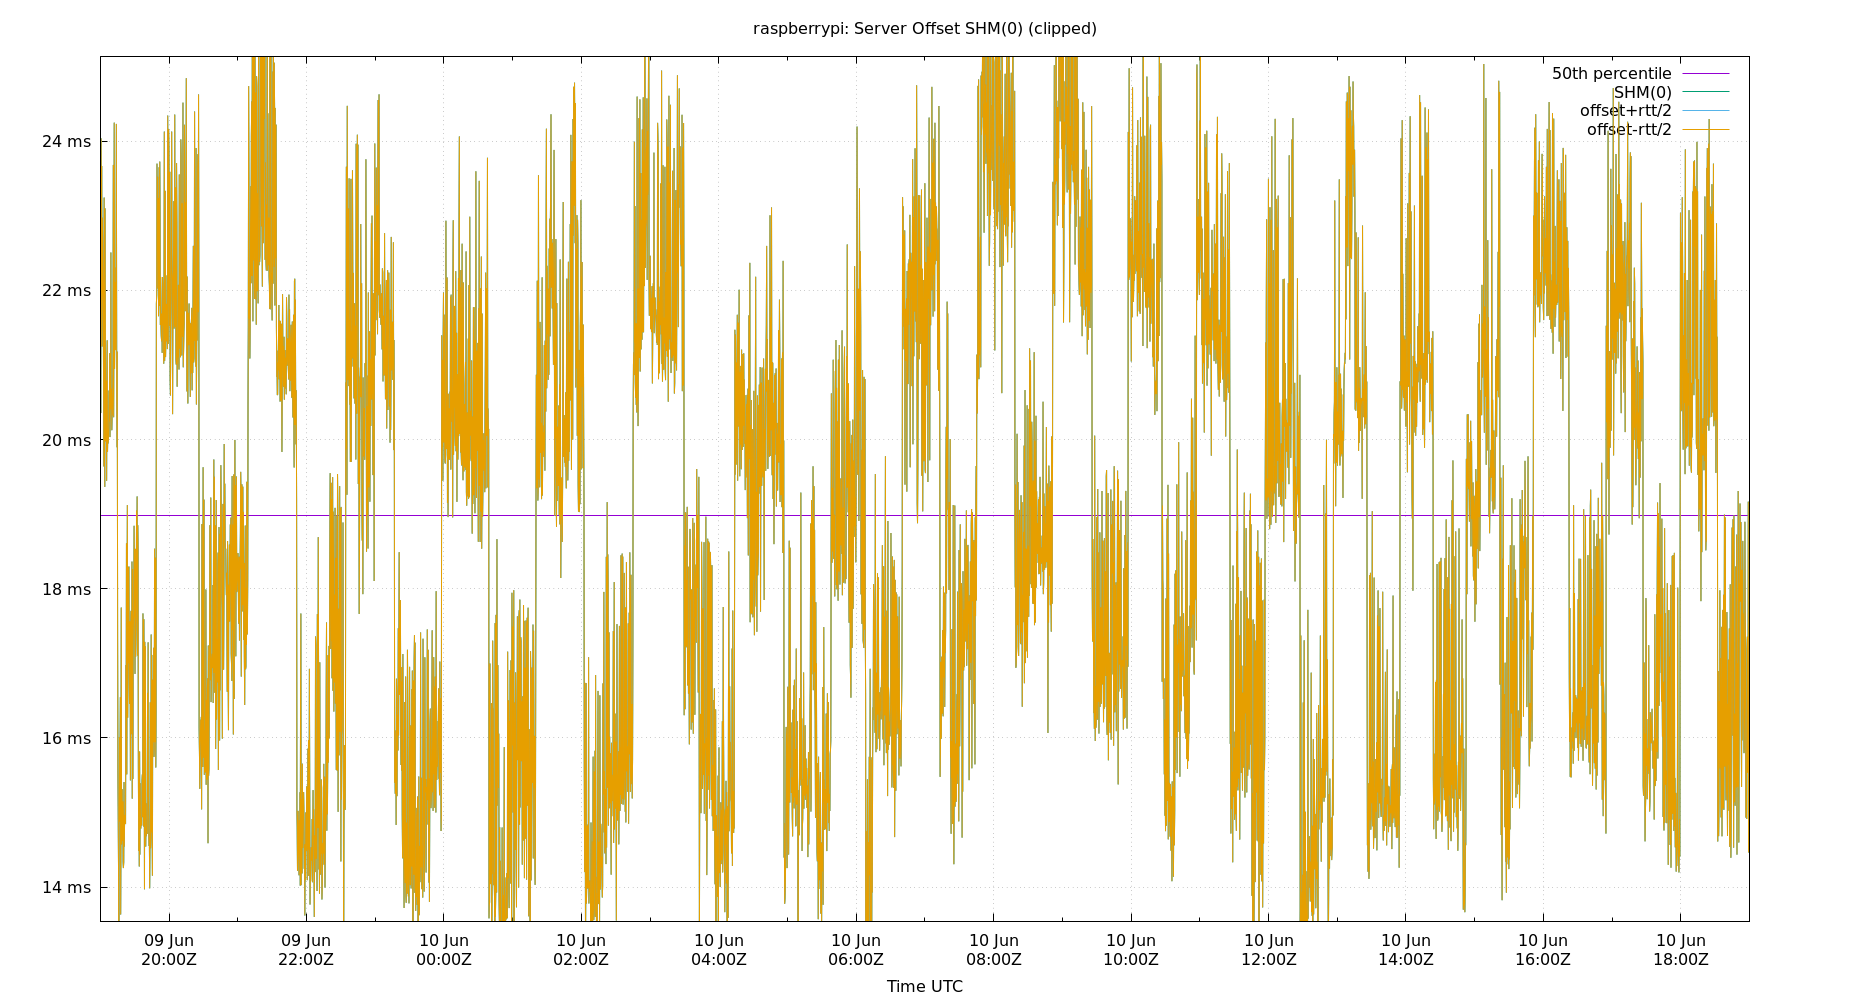 raspberrypi: Server Offset SHM(0) (clipped)
50th percentile
SHM(0)
offset+rtt/2
offset-rtt/2
24 ms
22 ms
20 ms
18 ms
16 ms
14 ms
09 Jun 09 Jun 10 Jun 10 Jun 10 Jun 10 Jun 10 Jun 10 Jun 10 Jun 10 Jun 10 Jun 10 Jun
20:00Z 22:00Z 00:00Z 02:00Z 04:00Z 06:00Z 08:00Z 10:00Z 12:00Z 14:00Z 16:00Z 18:00Z
Time UTC